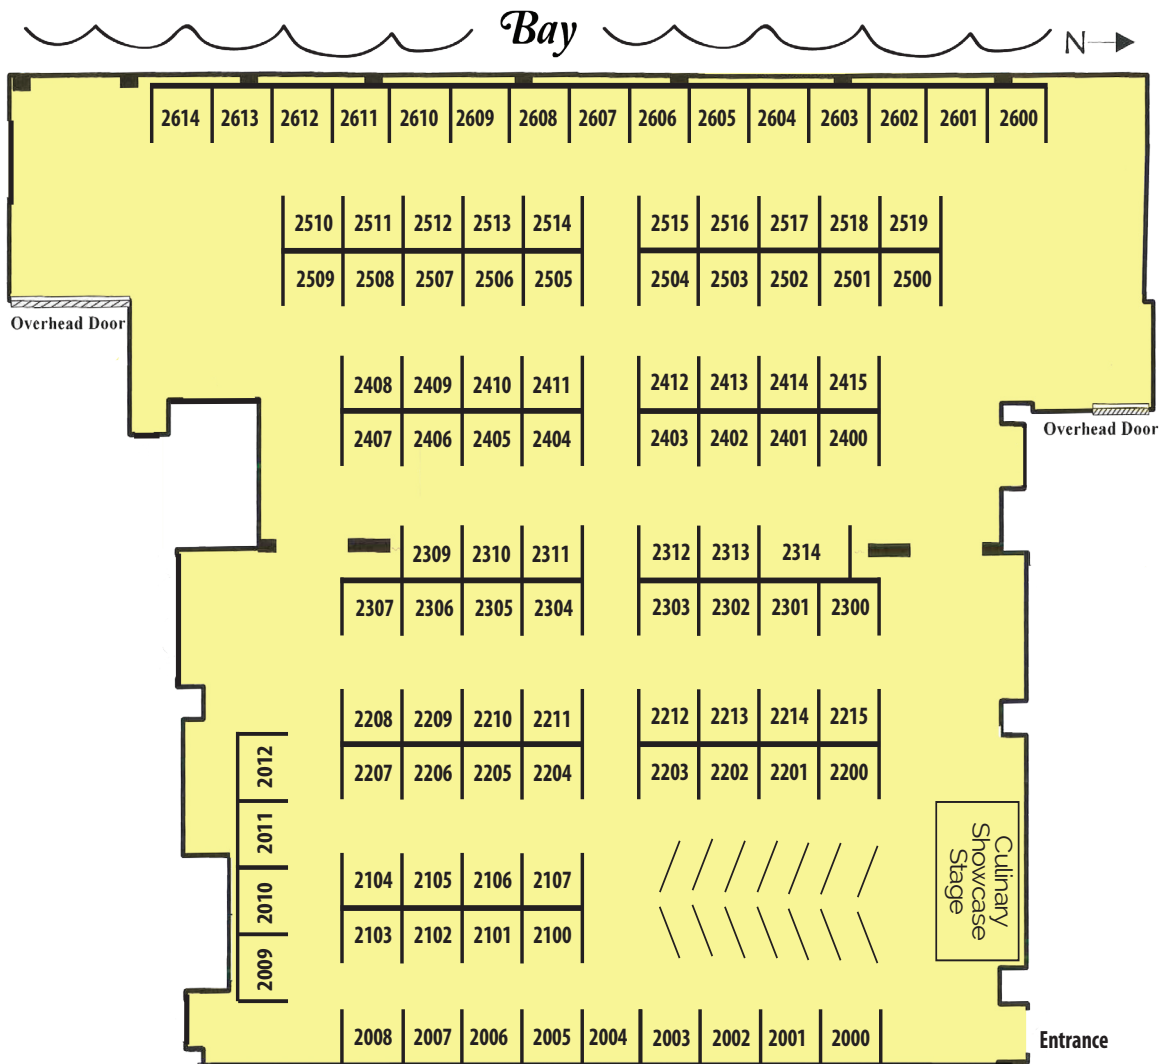 Bay
N
2614 2613 2612 2611 2610 2609 2608 2607 2606 2605 2604 2603 2602 2601 2600
2510 2511 2512 2513 2514 2515 2516 2517 2518 2519
2509 2508 2507 2506 2505 2504 2503 2502 2501 2500
Overhead Door
2408 2409 2410 2411 2412 2413 2414 2415
2407 2406 2405 2404 2403 2402 2401 2400
Overhead Door
2309 2310 2311 2312 2313 2314
2307 2306 2305 2304 2303 2302 2301 2300
2208 2209 2210 2211 2212 2213 2214 2215
2207 2206 2205 2204 2203 2202 2201 2200
2012
2011
2010
2009
2104 2105 2106 2107
2103 2102 2101 2100
Culinary
Showcase
Stage
2008 2007 2006 2005 2004 2003 2002 2001 2000
Entrance